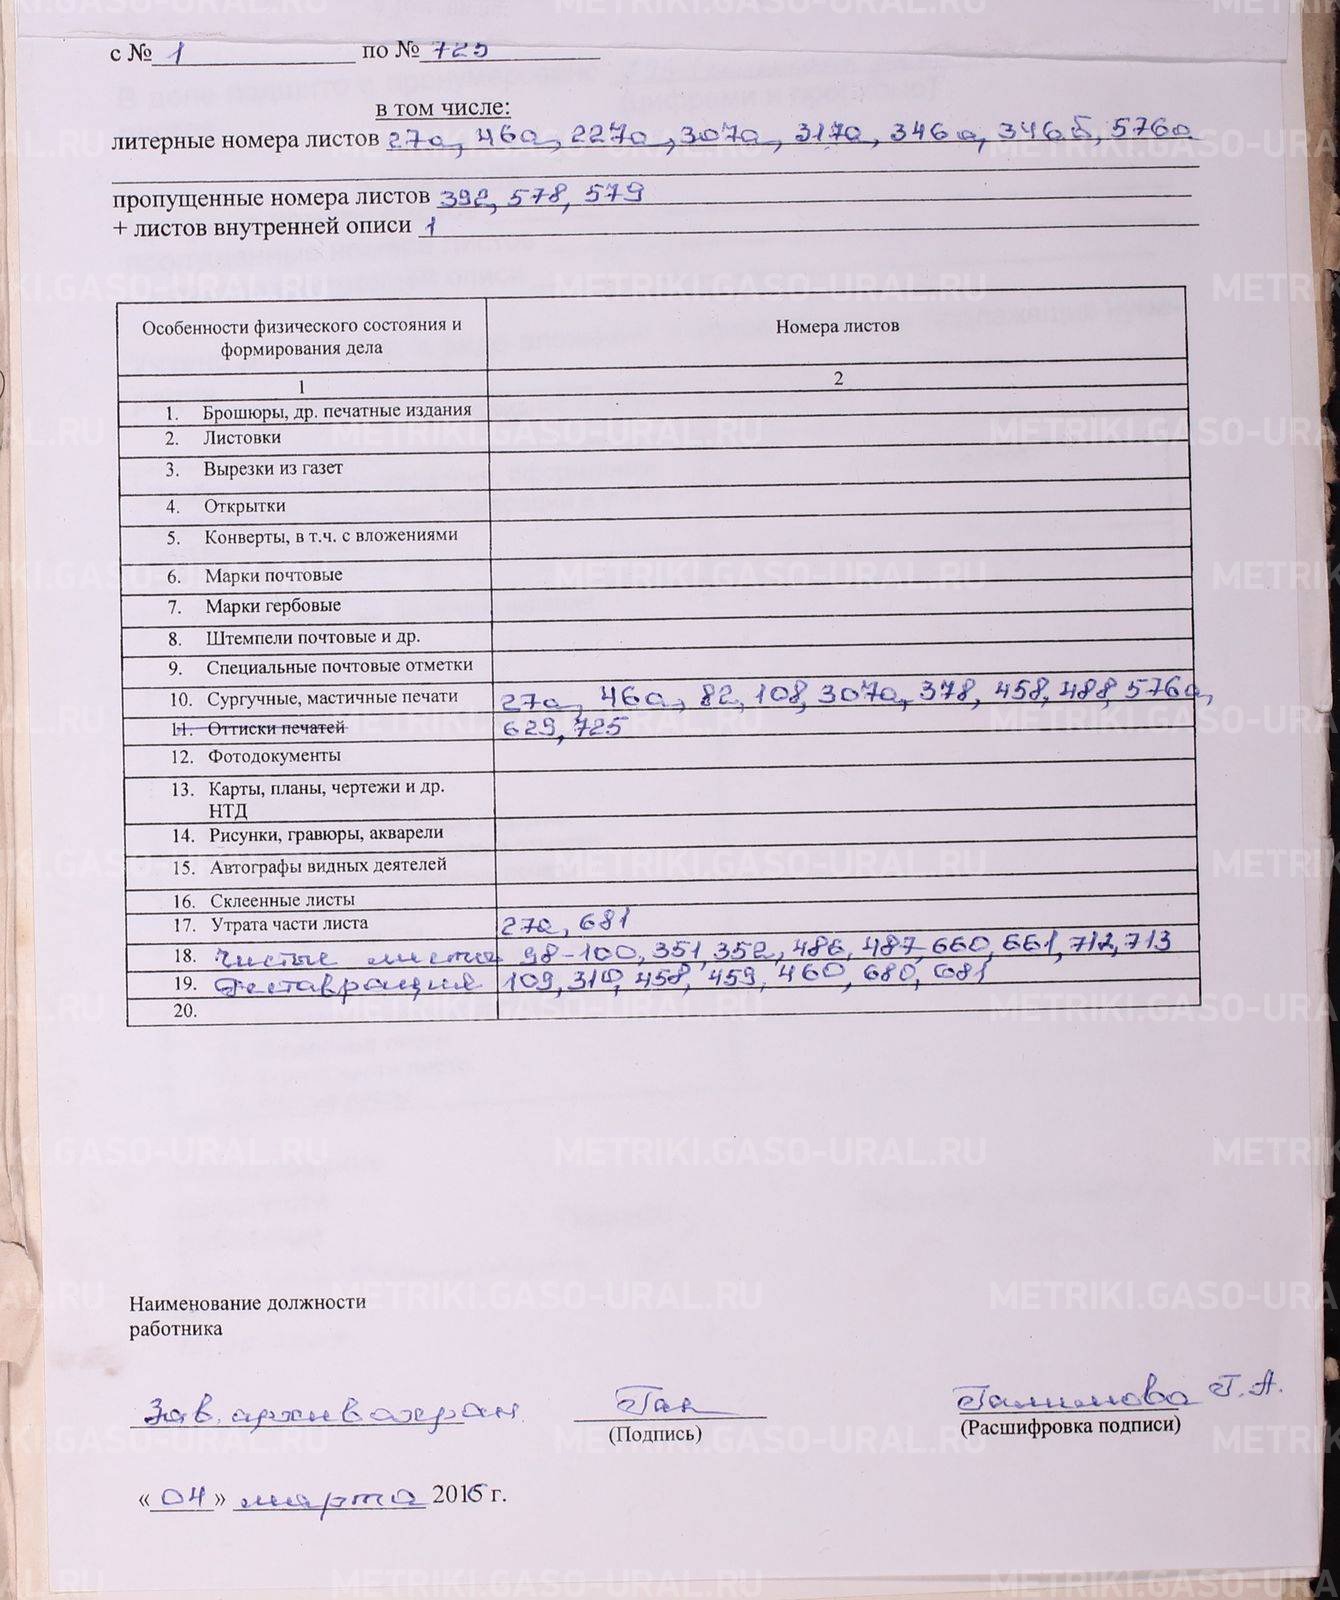 с № 1 по № 725
в том числе:
литерные номера листов 27а, 46а, 227а, 307а, 317а, 346а, 346б, 576а
пропущенные номера листов 392, 578, 579
+ листов внутренней описи 1
Особенности физического состояния и формирования дела Номера листов
1 2
1. Брошюры, др. печатные издания
2. Листовки
3. Вырезки из газет
4. Открытки
5. Конверты, в т.ч. с вложениями
6. Марки почтовые
7. Марки гербовые
8. Штемпели почтовые и др.
9. Специальные почтовые отметки
10. Сургучные, мастичные печати 27а, 46а, 82, 108, 307а, 378, 458, 488, 576а,
11. Оттиски печатей 629, 725
12. Фотодокументы
13. Карты, планы, чертежи и др.
НТД
14. Рисунки, гравюры, акварели
15. Автографы видных деятелей
16. Склеенные листы
17. Утрата части листа 27а, 681
18. Чистые листы 98-100, 351, 352, 486, 487, 660, 661, 712, 713
19. Реставрация 109, 310, 458, 459, 460, 680, 681
20.
Наименование должности
работника
Зав. архивохран. Гал Галимова Г.А.
(Подпись) (Расшифровка подписи)
«04» марта 2016 г.
METRIKI.GASO-URAL.RU